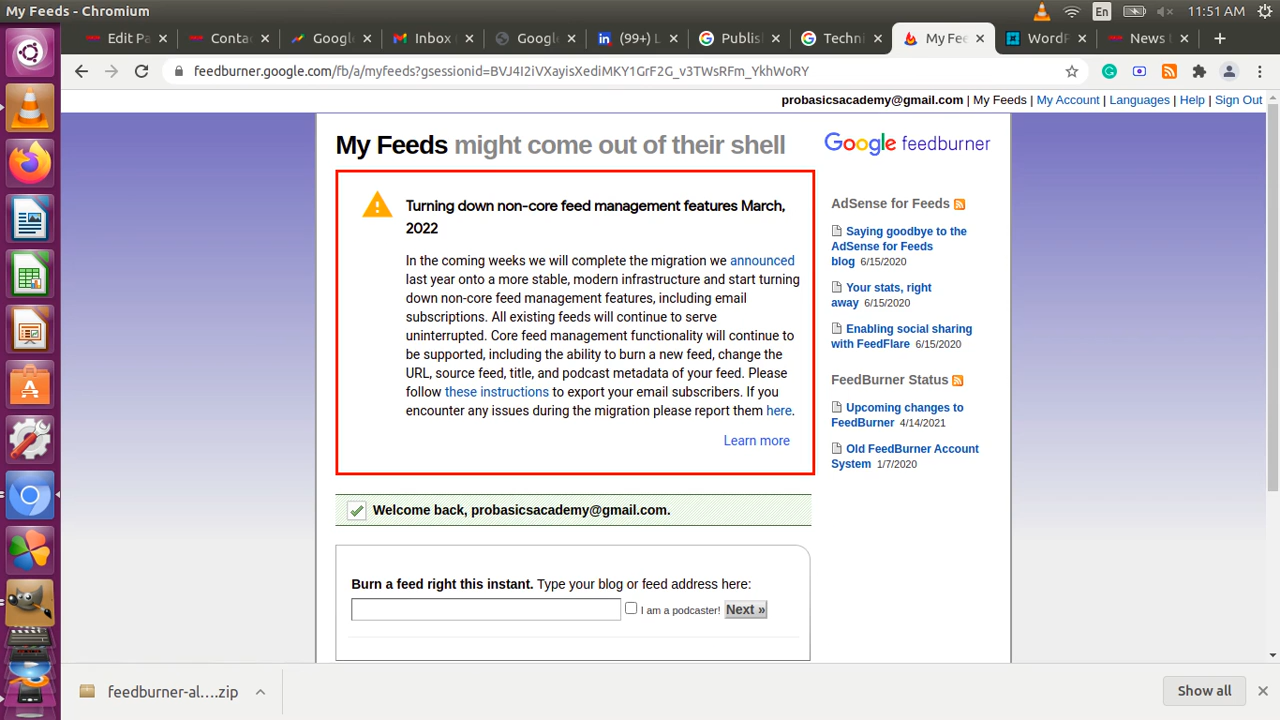 My Feeds - Chromium
En
11:51 AM
Edit Pa
Contac
Google
Inbox (
Google
(99+) L
Publish
Techni
My Fee
WordF
News L
feedburner.google.com/fb/a/myfeeds?gsessionid=BVJ4I2iVXayisXediMKY1GrF2G_v3TWsRFm_YkhWoRY
probasicsacademy@gmail.com | My Feeds | My Account | Languages | Help | Sign Out
My Feeds might come out of their shell
Google feedburner
Turning down non-core feed management features March,
2022
In the coming weeks we will complete the migration we announced
last year onto a more stable, modern infrastructure and start turning
down non-core feed management features, including email
subscriptions. All existing feeds will continue to serve
uninterrupted. Core feed management functionality will continue to
be supported, including the ability to burn a new feed, change the
URL, source feed, title, and podcast metadata of your feed. Please
follow these instructions to export your email subscribers. If you
encounter any issues during the migration please report them here.
Learn more
AdSense for Feeds
Saying goodbye to the
AdSense for Feeds
blog 6/15/2020
Your stats, right
away 6/15/2020
Enabling social sharing
with FeedFlare 6/15/2020
FeedBurner Status
Upcoming changes to
FeedBurner 4/14/2021
Old FeedBurner Account
System 1/7/2020
Welcome back, probasicsacademy@gmail.com.
Burn a feed right this instant. Type your blog or feed address here:
I am a podcaster! Next »
feedburner-al....zip
Show all